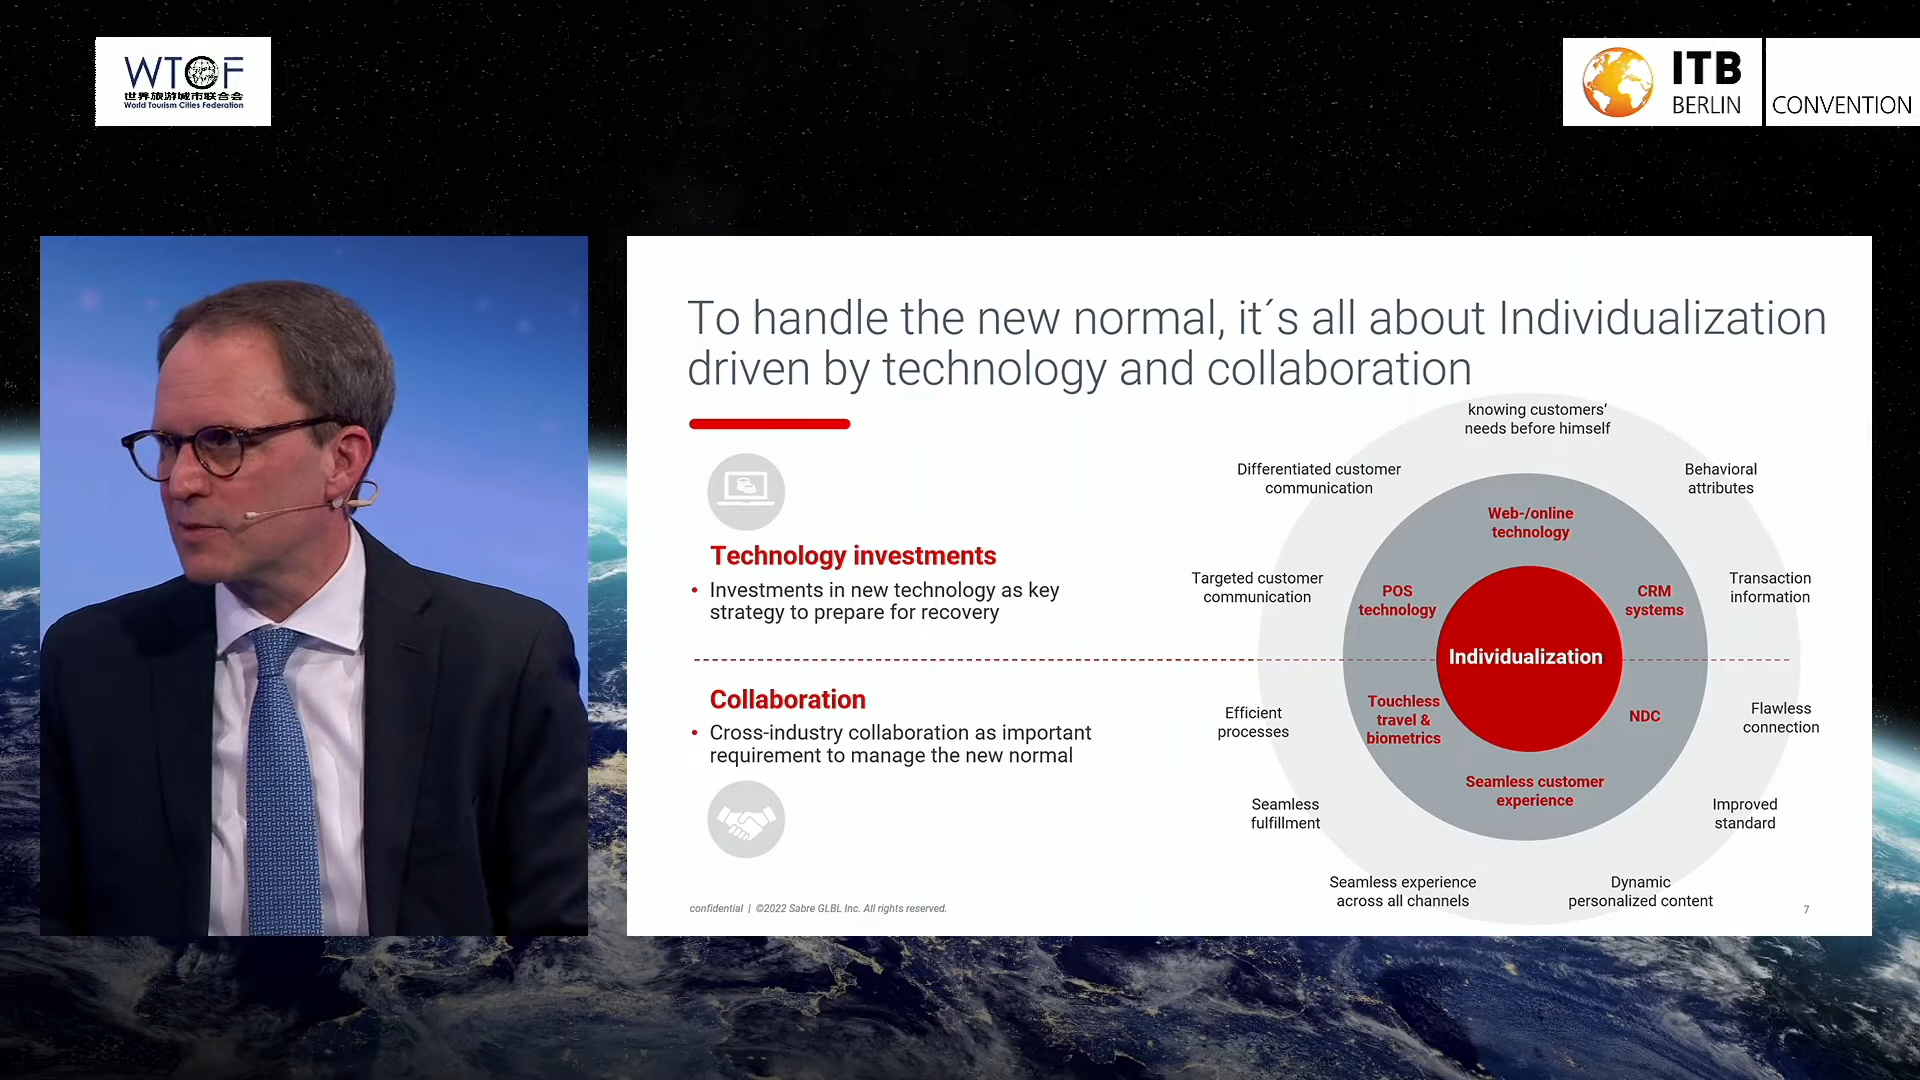 WTCF
世界旅游城市联合会
World Tourism Cities Federation
ITB
BERLIN
CONVENTION
To handle the new normal, it´s all about Individualization
driven by technology and collaboration
Technology investments
• Investments in new technology as key
strategy to prepare for recovery
Collaboration
• Cross-industry collaboration as important
requirement to manage the new normal
knowing customers‘
needs before himself
Differentiated customer
communication
Behavioral
attributes
Web-/online
technology
Targeted customer
communication
POS
technology
CRM
systems
Transaction
information
Individualization
Efficient
processes
Touchless
travel &
biometrics
NDC
Flawless
connection
Seamless customer
experience
Seamless
fulfillment
Improved
standard
Seamless experience
across all channels
Dynamic
personalized content
confidential | ©2022 Sabre GLBL Inc. All rights reserved.
7